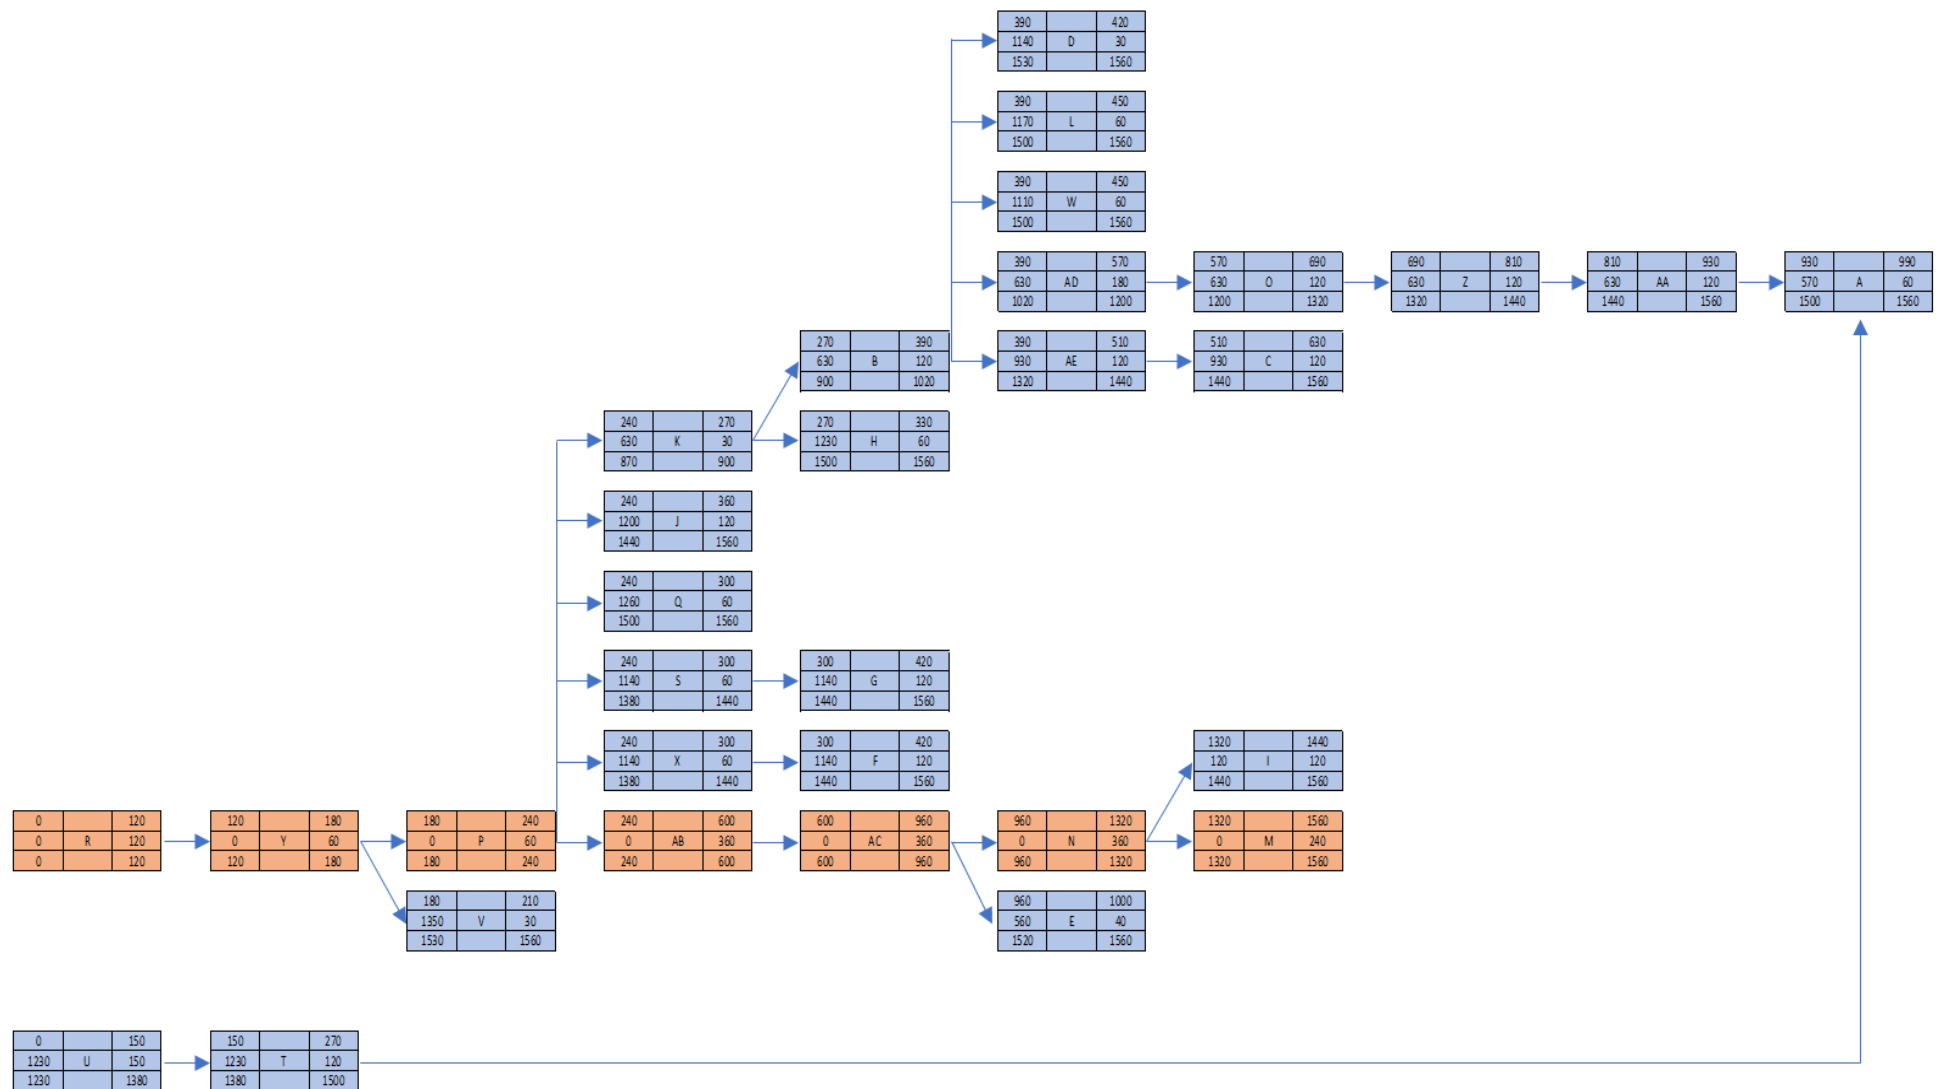 390 420
1140 D 30
1530 1560
390 450
1170 L 60
1500 1560
390 450
1110 W 60
1500 1560
390 570 570 690 690 810 810 930 930 990
630 AD 180 630 O 120 630 Z 120 630 AA 120 570 A 60
1020 1200 1200 1320 1320 1440 1440 1560 1500 1560
270 390 390 510 510 630
630 B 120 930 AE 120 930 C 120
900 1020 1320 1440 1440 1560
240 270 270 330
630 K 30 1230 H 60
870 900 1500 1560
240 360
1200 J 120
1440 1560
240 300
1260 Q 60
1500 1560
240 300 300 420
1140 S 60 1140 G 120
1380 1440 1440 1560
240 300 300 420 1320 1440
1140 X 60 1140 F 120 120 I 120
1380 1440 1440 1560 1440 1560
0 120 120 180 180 240 240 600 600 960 960 1320 1320 1560
0 R 120 0 Y 60 0 P 60 0 AB 360 0 AC 360 0 N 360 0 M 240
0 120 120 180 180 240 240 600 600 960 960 1320 1320 1560
180 210 960 1000
1350 V 30 560 E 40
1530 1560 1520 1560
0 150 150 270
1230 U 150 1230 T 120
1230 1380 1380 1500